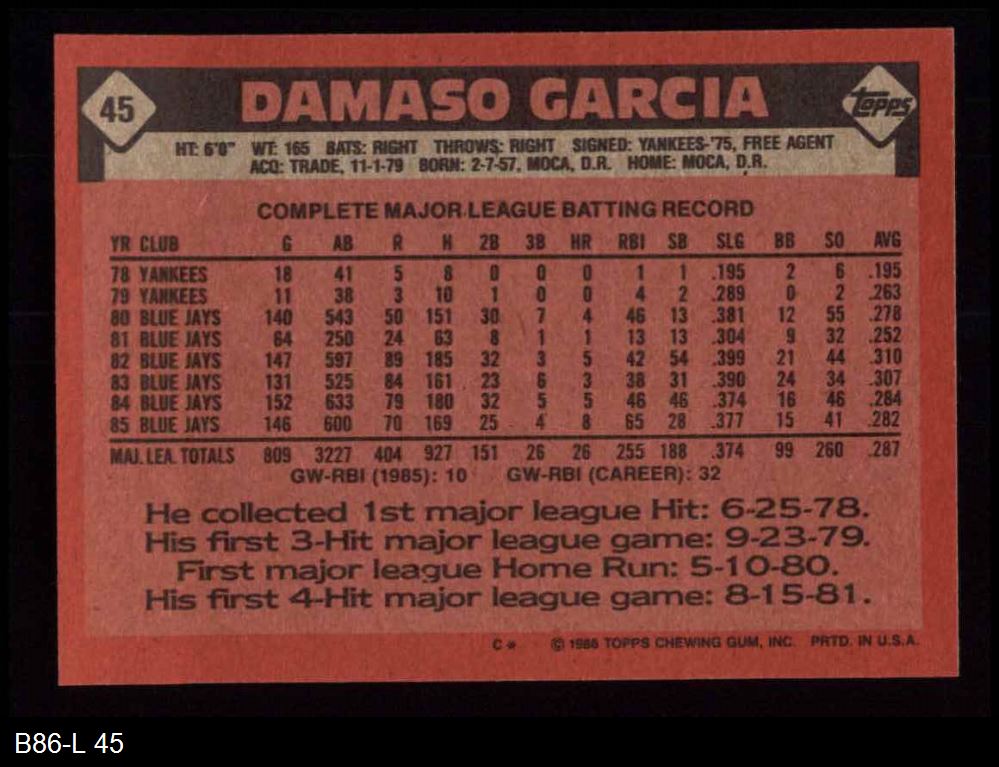 45
DAMASO GARCIA
Topps
HT: 6'0" WT: 165 BATS: RIGHT THROWS: RIGHT SIGNED: YANKEES-'75, FREE AGENT
ACQ: TRADE, 11-1-79 BORN: 2-7-57, MOCA, D.R. HOME: MOCA, D.R.
COMPLETE MAJOR LEAGUE BATTING RECORD
YR CLUB G AB R H 2B 3B HR RBI SB SLG BB SO AVG
78 YANKEES 18 41 5 8 0 0 0 1 1 .195 2 6 .195
79 YANKEES 11 38 3 10 1 0 0 4 2 .289 0 2 .263
80 BLUE JAYS 140 543 50 151 30 7 4 46 13 .381 12 55 .278
81 BLUE JAYS 64 250 24 63 8 1 1 13 13 .304 9 32 .252
82 BLUE JAYS 147 597 89 185 32 3 5 42 54 .399 21 44 .310
83 BLUE JAYS 131 525 84 161 23 6 3 38 31 .390 24 34 .307
84 BLUE JAYS 152 633 79 180 32 5 5 46 46 .374 16 46 .284
85 BLUE JAYS 146 600 70 169 25 4 8 65 28 .377 15 41 .282
MAJ. LEA. TOTALS 809 3227 404 927 151 26 26 255 188 .374 99 260 .287
GW-RBI (1985): 10 GW-RBI (CAREER): 32
He collected 1st major league Hit: 6-25-78.
His first 3-Hit major league game: 9-23-79.
First major league Home Run: 5-10-80.
His first 4-Hit major league game: 8-15-81.
C* © 1986 TOPPS CHEWING GUM, INC. PRTD. IN U.S.A.
B86-L 45